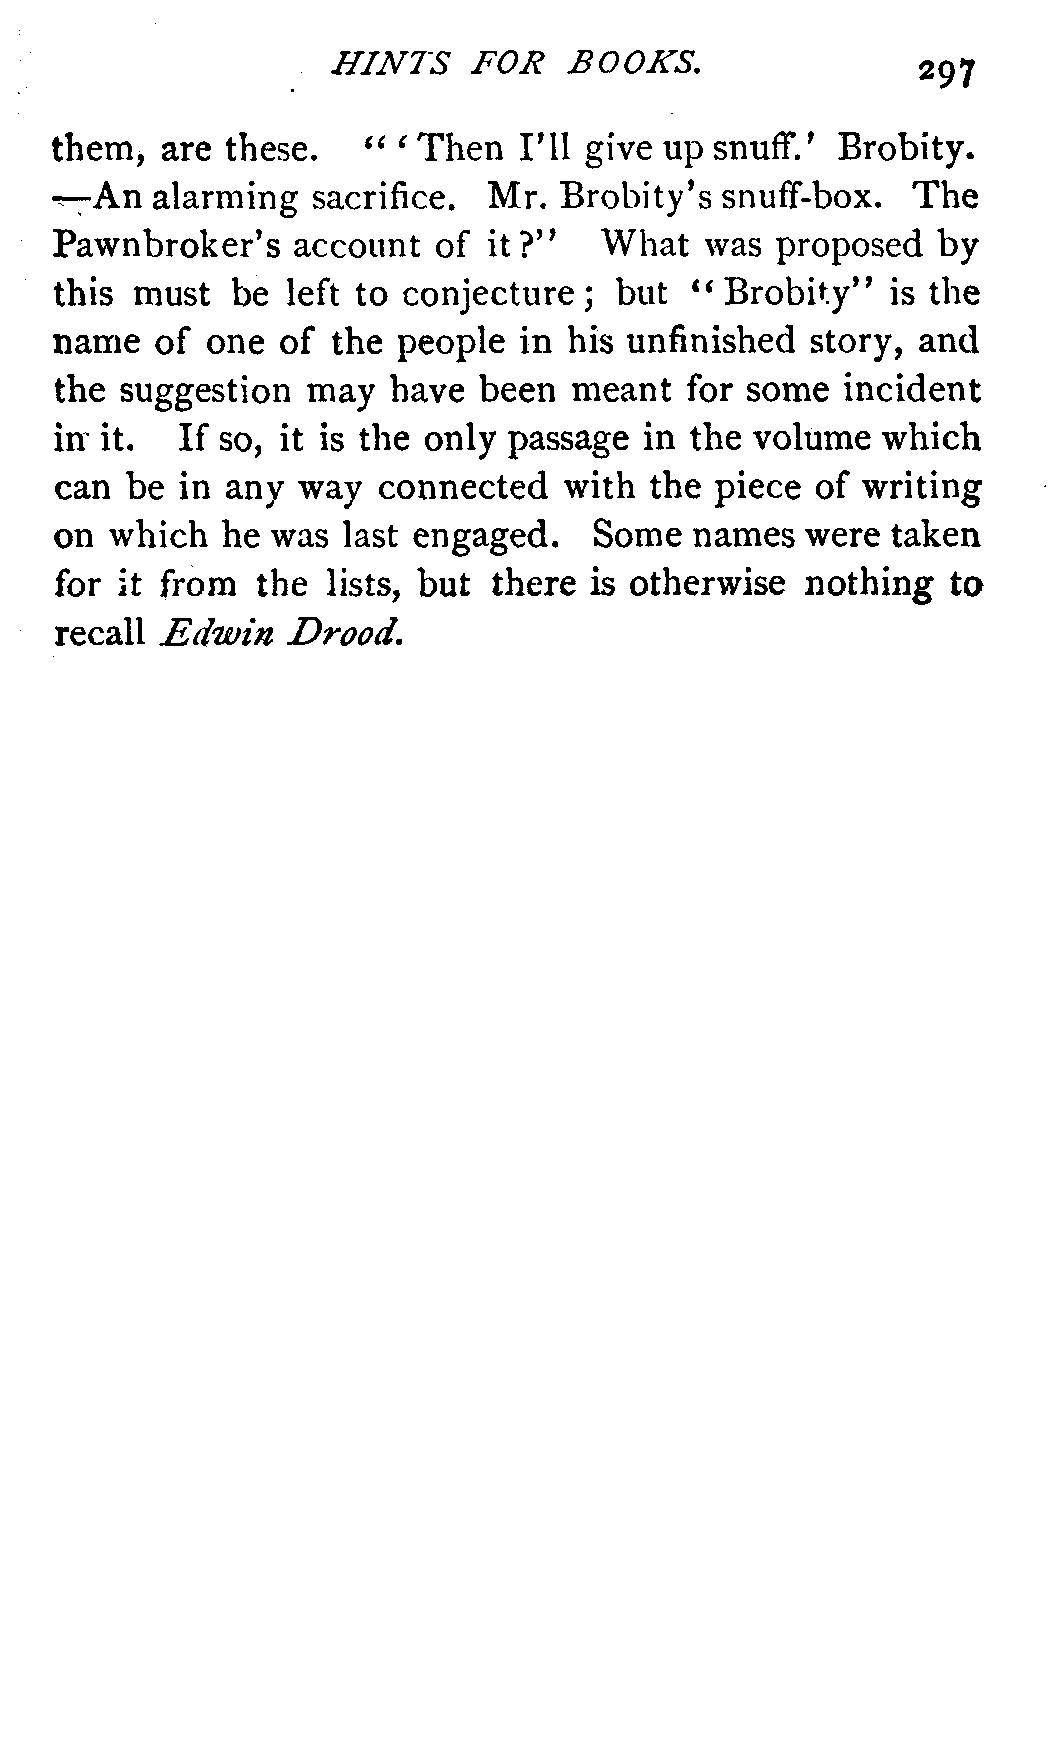 HINTS FOR BOOKS. 297
them, are these. “ ‘ Then I’ll give up snuff.’ Brobity.
—An alarming sacrifice. Mr. Brobity’s snuff-box. The
Pawnbroker’s account of it ?” What was proposed by
this must be left to conjecture ; but “ Brobity” is the
name of one of the people in his unfinished story, and
the suggestion may have been meant for some incident
in it. If so, it is the only passage in the volume which
can be in any way connected with the piece of writing
on which he was last engaged. Some names were taken
for it from the lists, but there is otherwise nothing to
recall Edwin Drood.